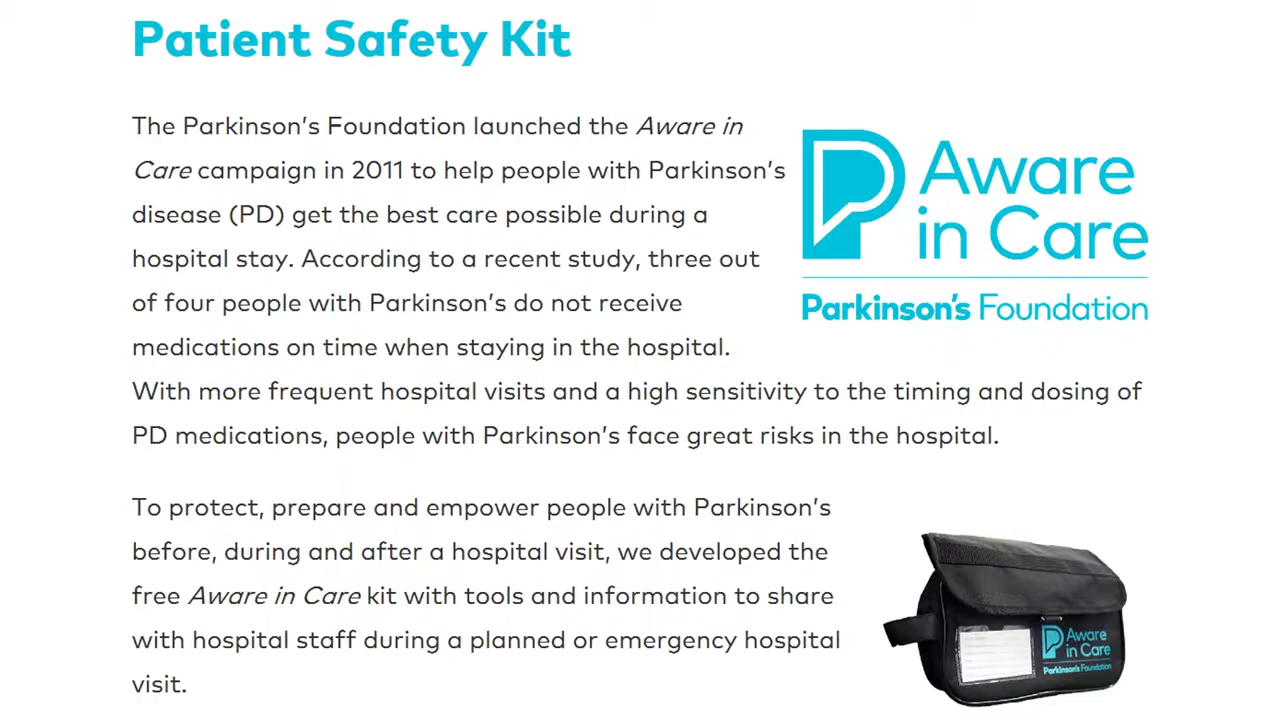 Patient Safety Kit
The Parkinson's Foundation launched the Aware in
Care campaign in 2011 to help people with Parkinson's
disease (PD) get the best care possible during a
hospital stay. According to a recent study, three out
of four people with Parkinson's do not receive
medications on time when staying in the hospital.
With more frequent hospital visits and a high sensitivity to the timing and dosing of
PD medications, people with Parkinson's face great risks in the hospital.
Aware
in Care
Parkinson's Foundation
To protect, prepare and empower people with Parkinson's
before, during and after a hospital visit, we developed the
free Aware in Care kit with tools and information to share
with hospital staff during a planned or emergency hospital
visit.
Aware
in Care
Parkinson's Foundation